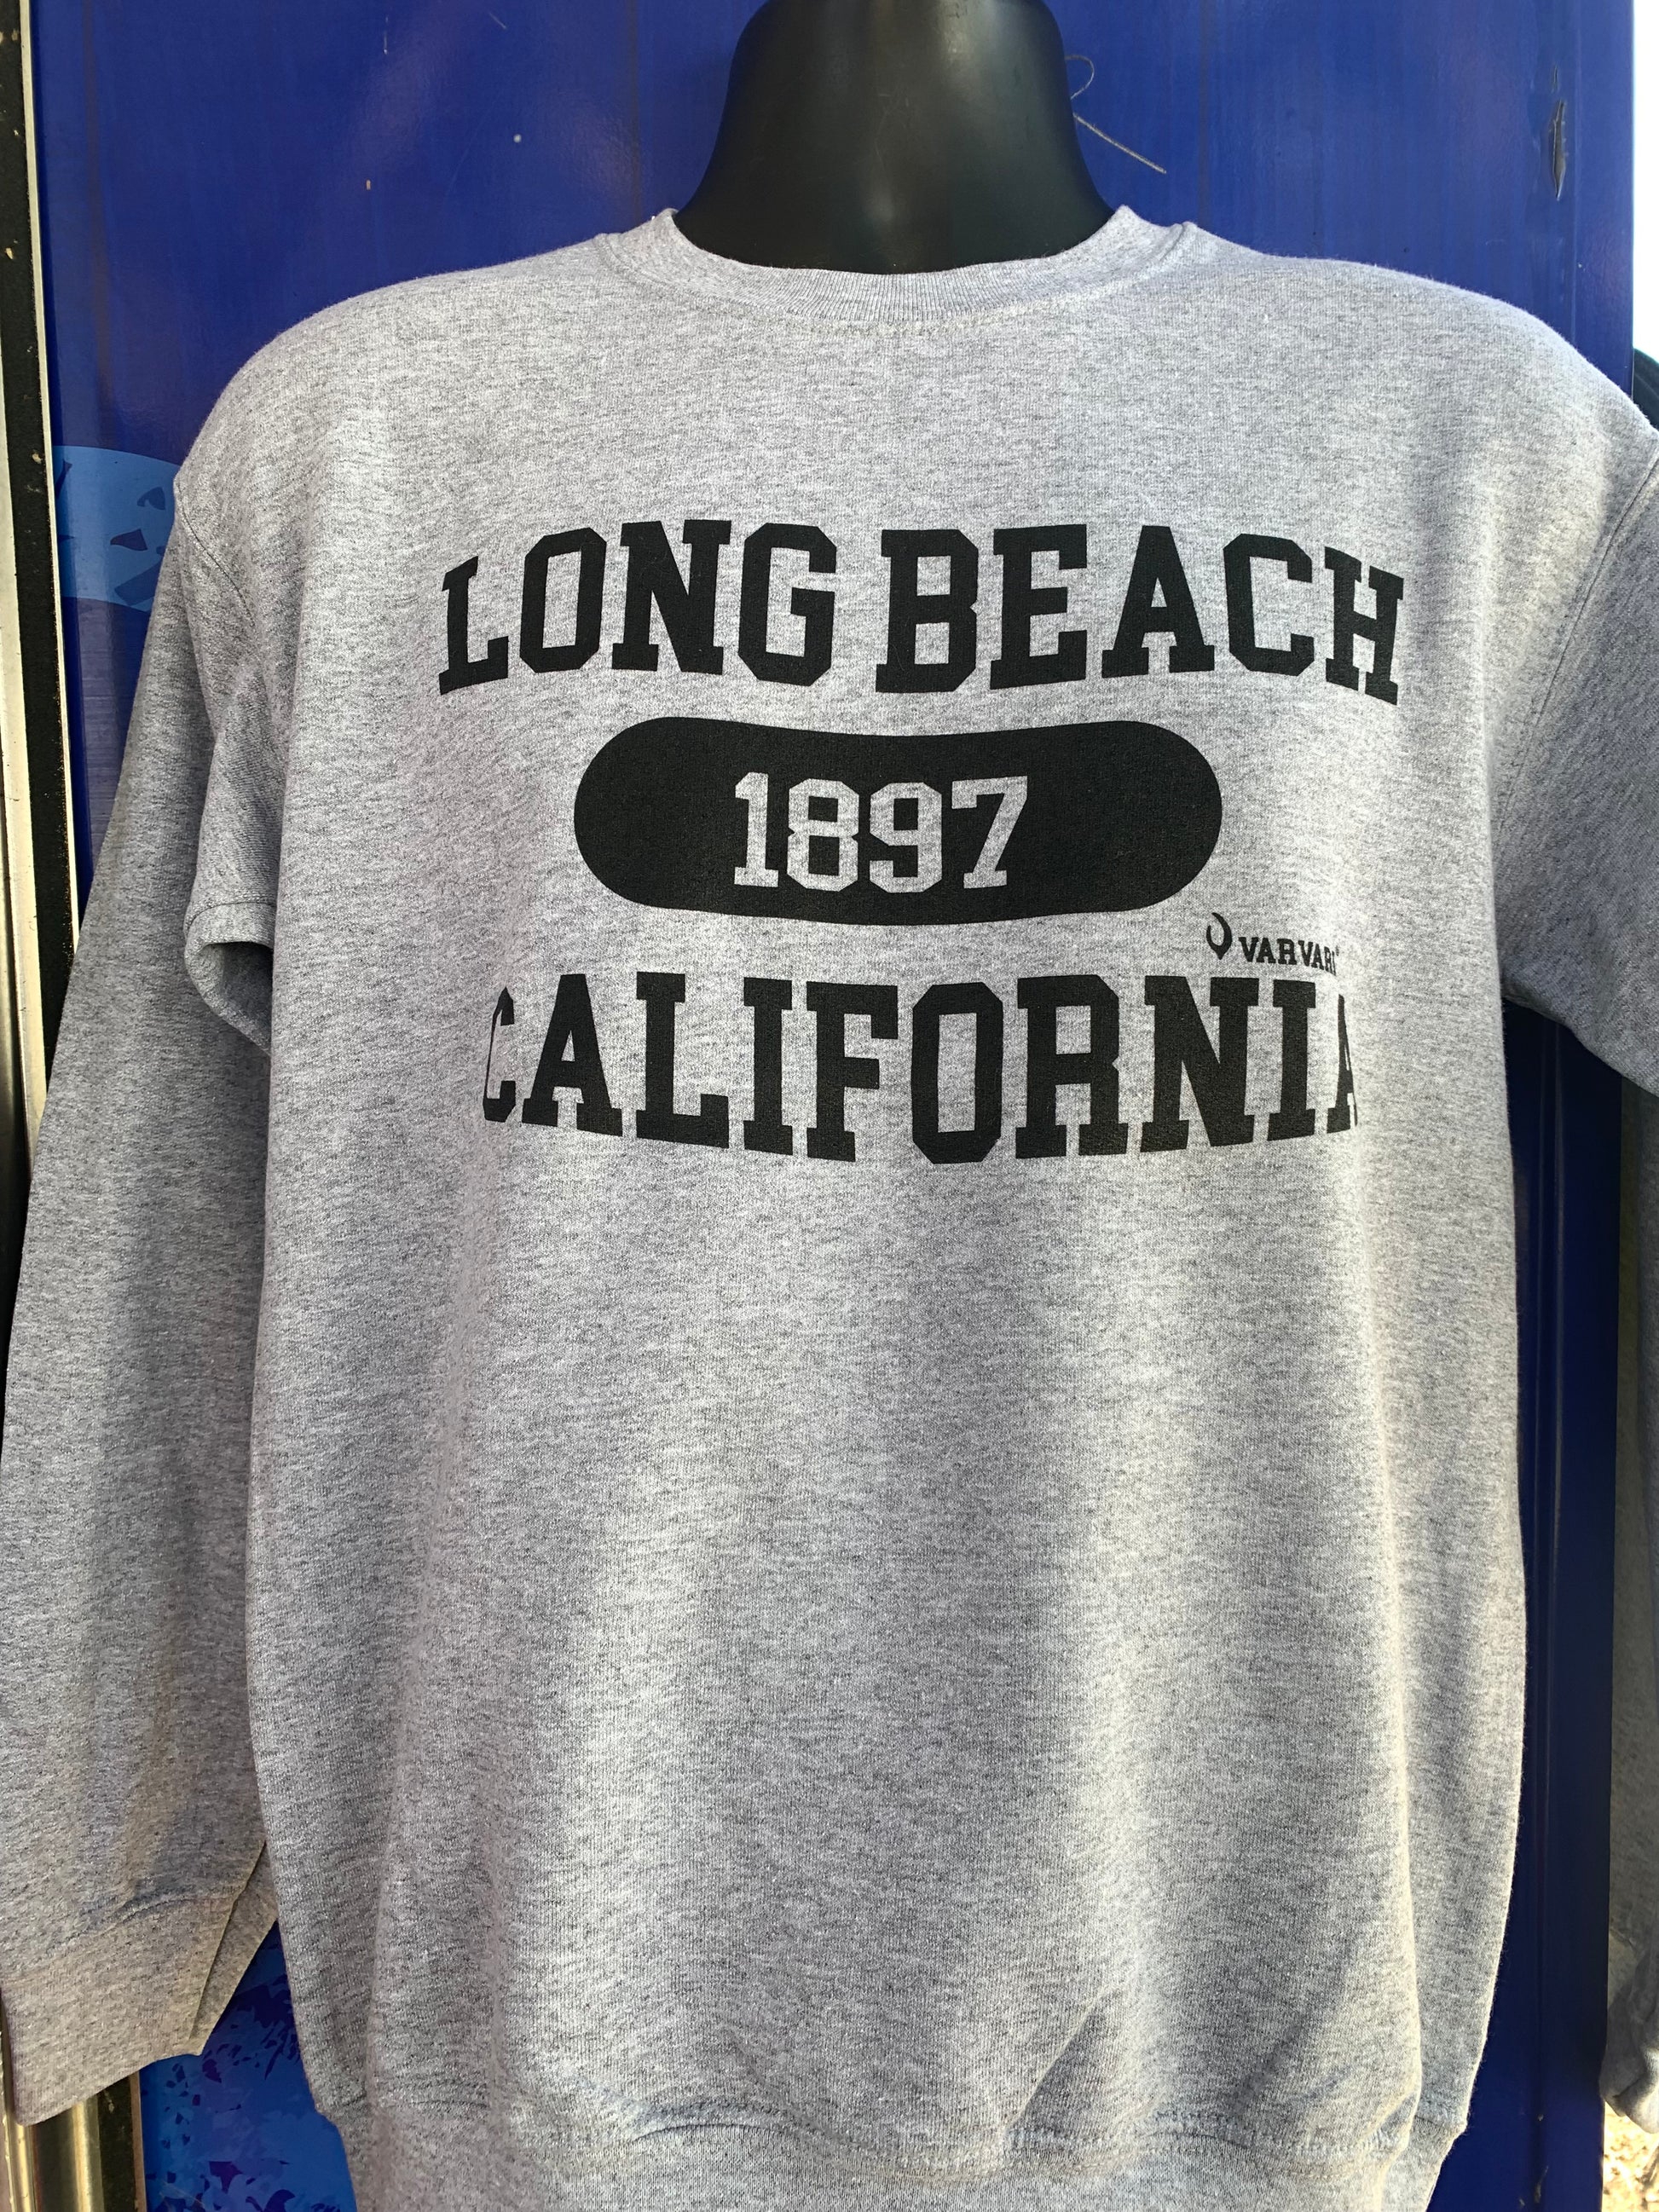 LONG BEACH
1897
VARVARI
CALIFORNIA